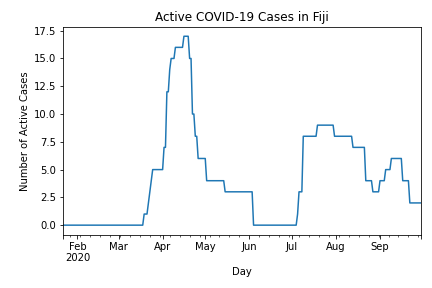 Active COVID-19 Cases in Fiji
17.5
15.0
12.5
10.0
7.5
5.0
2.5
0.0
Number of Active Cases
Feb Mar Apr May Jun Jul Aug Sep
2020
Day